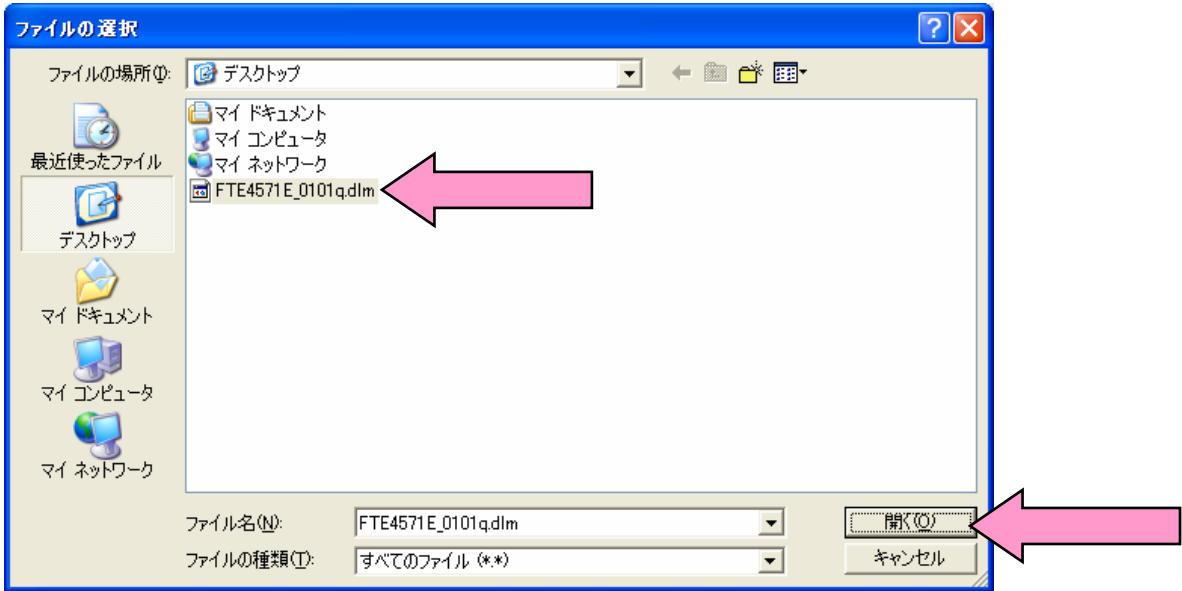 ファイルの選択
ファイルの場所(I):
デスクトップ
最近使ったファイル
デスクトップ
マイ ドキュメント
マイ コンピュータ
マイ ネットワーク
マイ ドキュメント
マイ コンピュータ
マイ ネットワーク
FTE4571E_0101q.dlm
ファイル名(N):
FTE4571E_0101q.dlm
開く(O)
ファイルの種類(T):
すべてのファイル (*.*)
キャンセル